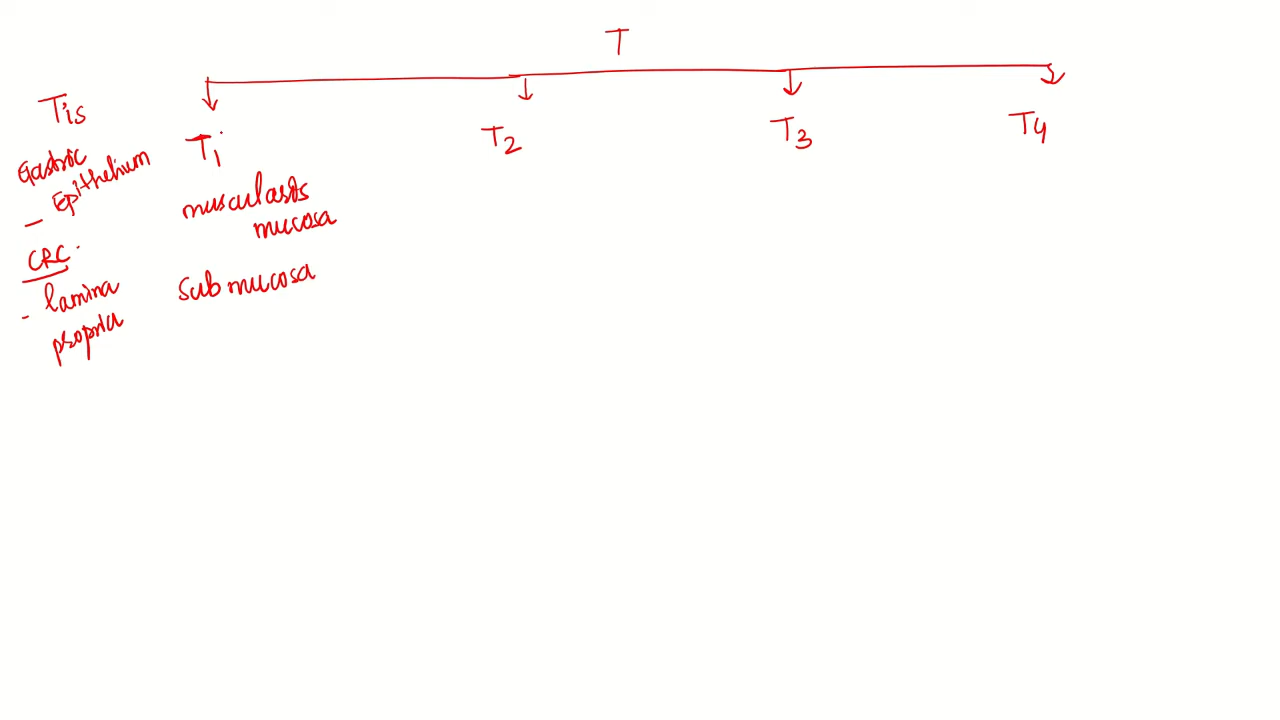 T
Tis
T1
T2
T3
T4
Gastric
- Epithelium
CRC
- lamina
propria
muscularis
mucosa
Submucosa